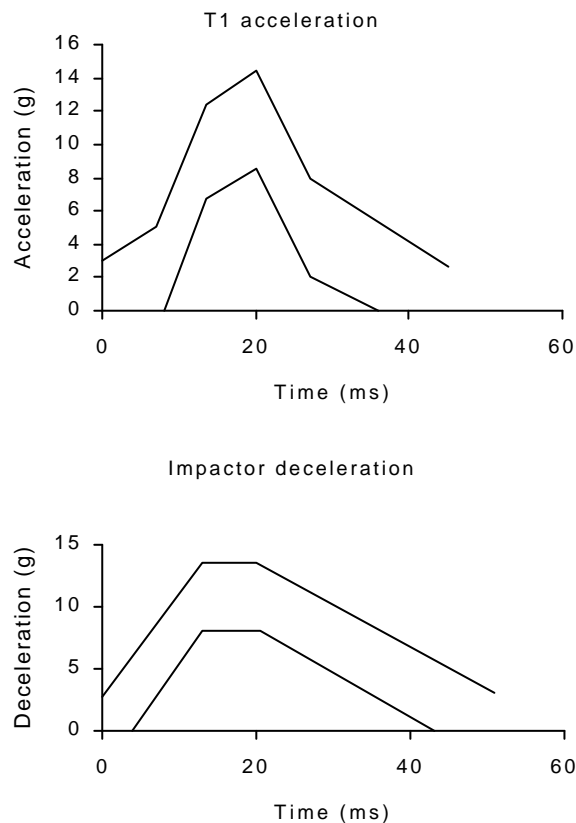 T1 acceleration
16
14
12
10
8
6
4
2
0
Acceleration (g)
0 20 40 60
Time (ms)
Impactor deceleration
15
10
5
0
Deceleration (g)
0 20 40 60
Time (ms)